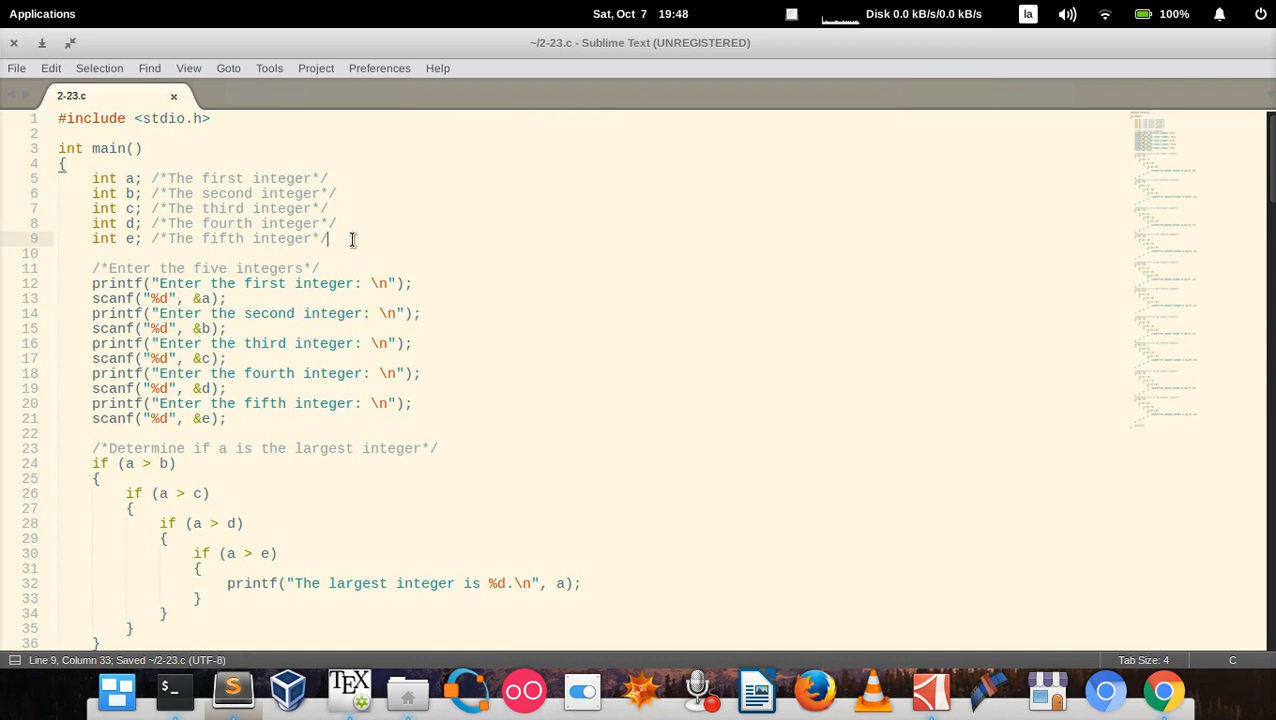 Applications
Sat, Oct 7 19:48
Disk 0.0 kB/s/0.0 kB/s
la
100%
~/2-23.c - Sublime Text (UNREGISTERED)
File Edit Selection Find View Goto Tools Project Preferences Help
2-23.c
1 #include <stdio.h>
2
3 int main()
4 {
5 int a; /*The first integer*/
6 int b; /*The second integer*/
7 int c; /*The third integer*/
8 int d; /*The fourth integer*/
9 int e; /*The fifth integer*/
10
11 /*Enter the five integers*/
12 printf("Enter the first integer: \n");
13 scanf("%d", &a);
14 printf("Enter the second integer: \n");
15 scanf("%d", &b);
16 printf("Enter the third integer: \n");
17 scanf("%d", &c);
18 printf("Enter the fourth integer: \n");
19 scanf("%d", &d);
20 printf("Enter the fifth integer: \n");
21 scanf("%d", &e);
22
23 /*Determine if a is the largest integer*/
24 if (a > b)
25 {
26 if (a > c)
27 {
28 if (a > d)
29 {
30 if (a > e)
31 {
32 printf("The largest integer is %d.\n", a);
33 }
34 }
35 }
36 }
Line 9, Column 33; Saved ~/2-23.c (UTF-8)
Tab Size: 4
C
>_
S
TEX